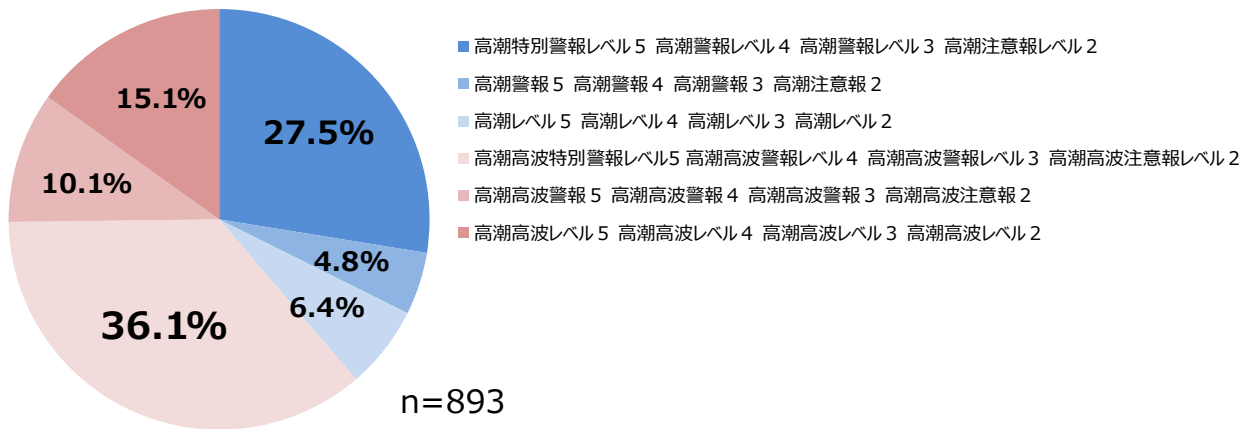 27.5%
4.8%
6.4%
36.1%
10.1%
15.1%
n=893
高潮特別警報レベル５ 高潮警報レベル４ 高潮警報レベル３ 高潮注意報レベル２
高潮警報５ 高潮警報４ 高潮警報３ 高潮注意報２
高潮レベル５ 高潮レベル４ 高潮レベル３ 高潮レベル２
高潮高波特別警報レベル5 高潮高波警報レベル４ 高潮高波警報レベル３ 高潮高波注意報レベル２
高潮高波警報５ 高潮高波警報４ 高潮高波警報３ 高潮高波注意報２
高潮高波レベル５ 高潮高波レベル４ 高潮高波レベル３ 高潮高波レベル２